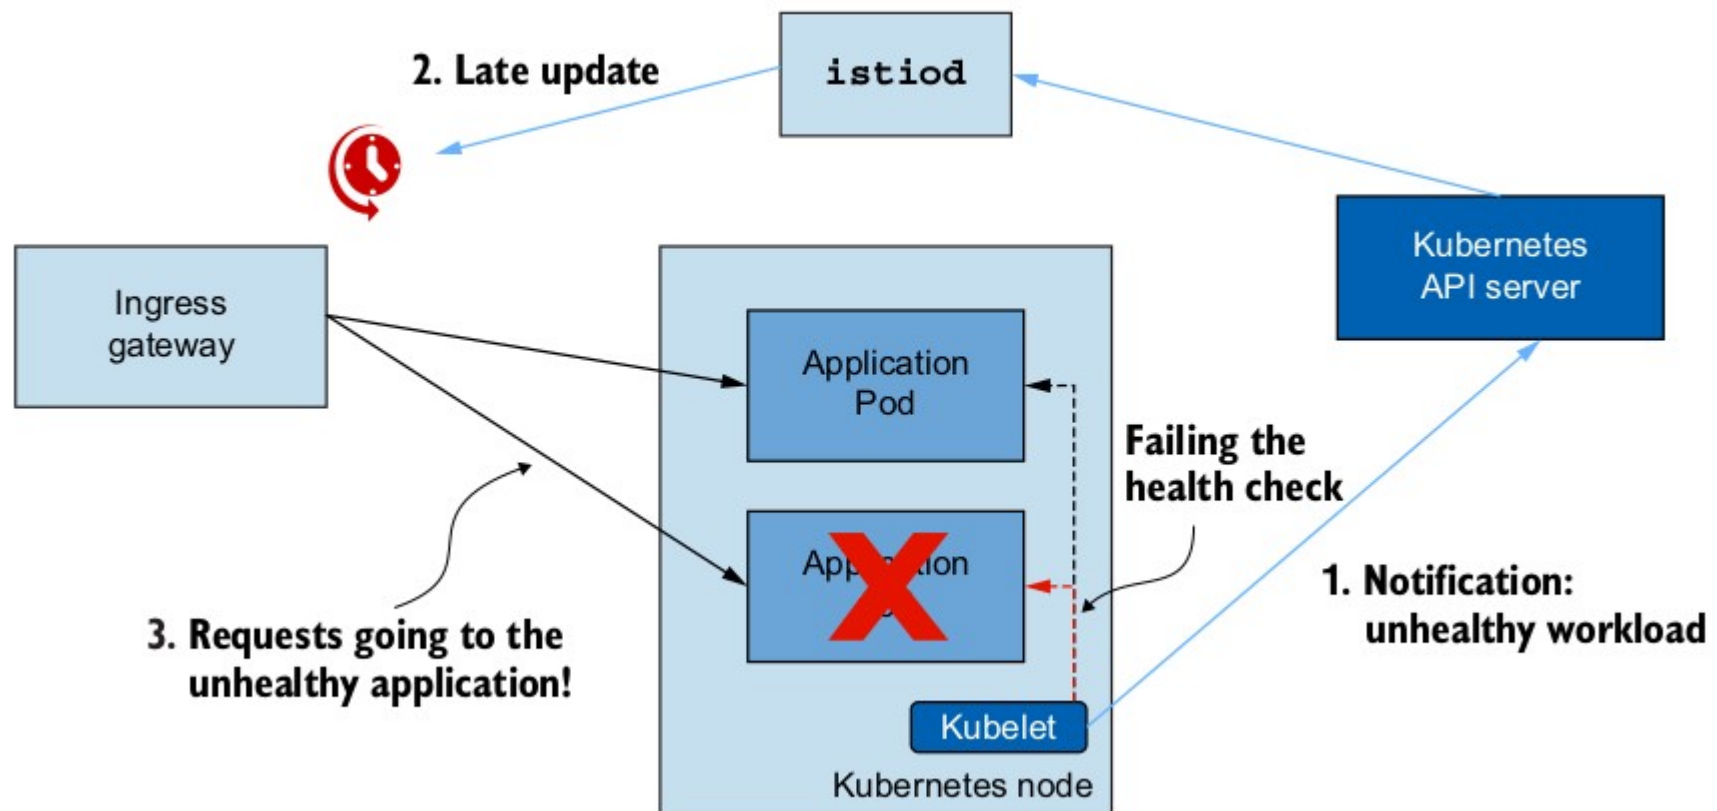 2. Late update
istiod
Kubernetes
API server
Ingress
gateway
Application
Pod
Failing the
health check
Application
1. Notification:
unhealthy workload
3. Requests going to the
unhealthy application!
Kubelet
Kubernetes node